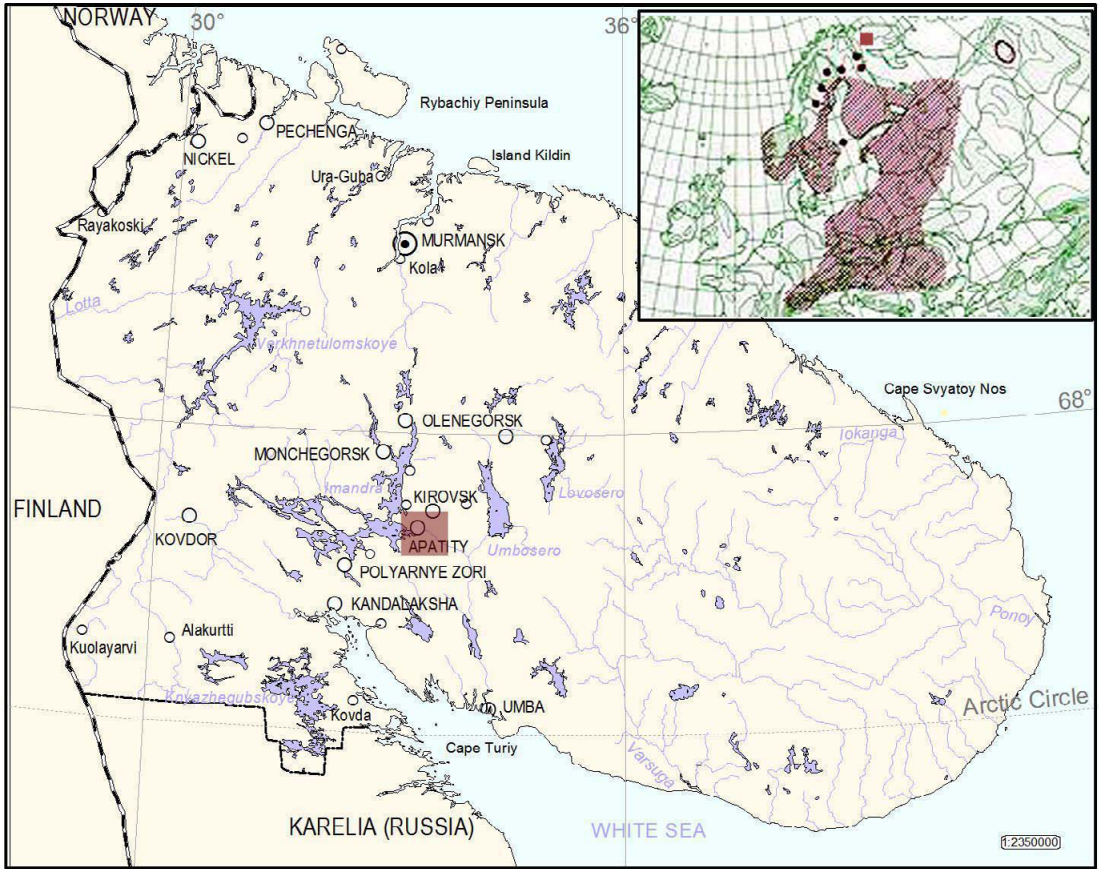 NORWAY
30°
36°
Rybachiy Peninsula
PECHENGA
NICKEL
Island Kildin
Ura-Guba
Rayakoski
MURMANSK
Kola
Lotta
Verkhnetulomskoye
Cape Svyatoy Nos
68°
OLENEGORSK
Iokanga
MONCHEGORSK
Imandra
KIROVSK
Lovosero
FINLAND
KOVDOR
APATITY
Umbosero
POLYARNYE ZORI
KANDALAKSHA
Ponoy
Alakurtti
Kuolayarvi
Knyazhegubskoye
Kovda
UMBA
Arctic Circle
Cape Turiy
Varsuga
KARELIA (RUSSIA)
WHITE SEA
1:2350000